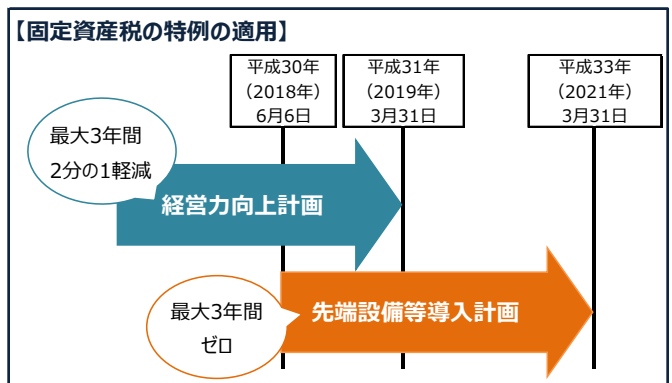 【固定資産税の特例の適用】
平成30年
（2018年）
6月6日
平成31年
（2019年）
3月31日
平成33年
（2021年）
3月31日
最大3年間
2分の1軽減
経営力向上計画
最大3年間
ゼロ
先端設備等導入計画